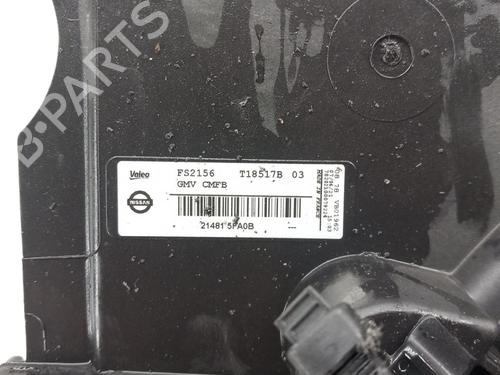 B-PARTS
Valeo
FS2156 T18517B 03
GMV CMFB
NISSAN
21481 5FA0B
---
MADE IN FRANCE